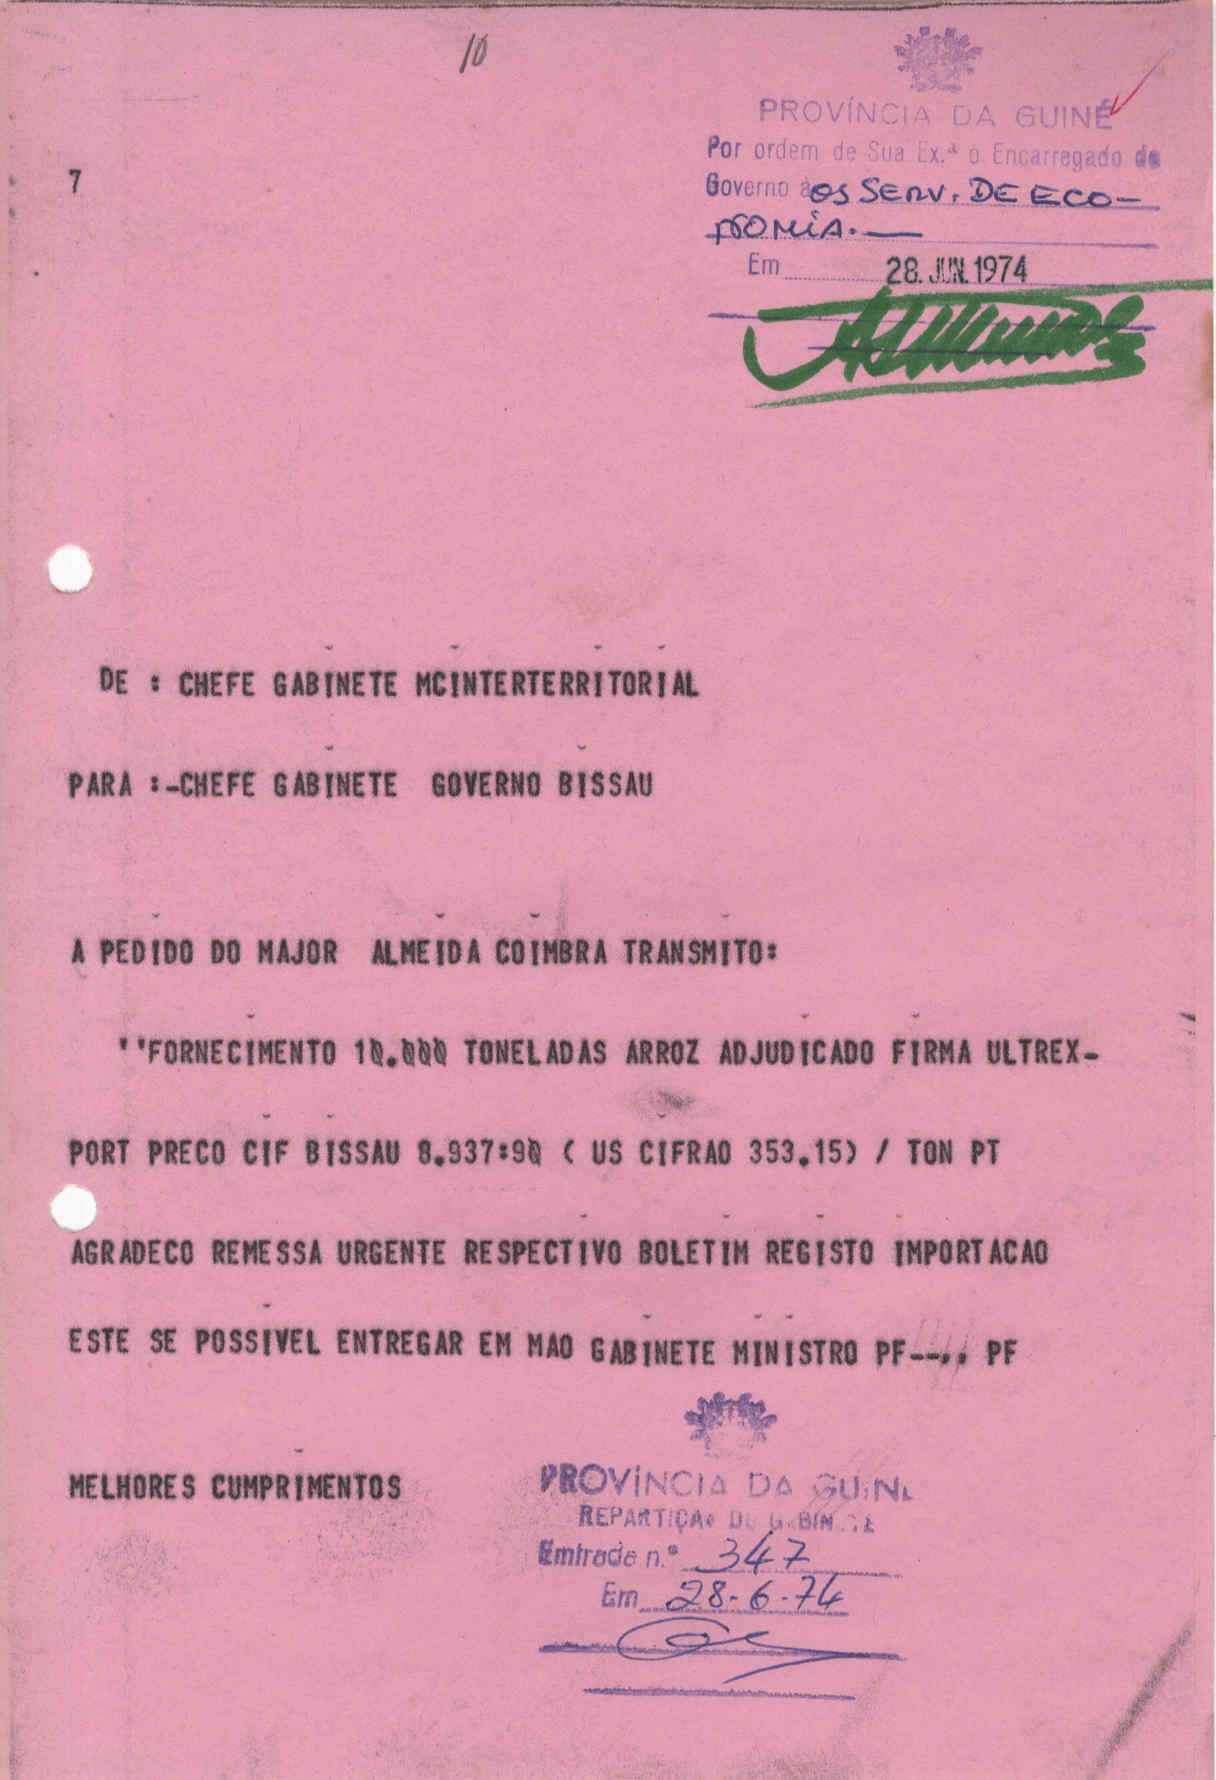 10
PROVÍNCIA DA GUINÉ
Por ordem de Sua Ex.ª o Encarregado do
Governo àos SERV. DE ECO-
NOMIA.
Em 28. JUN. 1974
7
DE : CHEFE GABINETE MCINTERTERRITORIAL
PARA :-CHEFE GABINETE GOVERNO BISSAU
A PEDIDO DO MAJOR ALMEIDA COIMBRA TRANSMITO:
''FORNECIMENTO 10.000 TONELADAS ARROZ ADJUDICADO FIRMA ULTREX-
PORT PRECO CIF BISSAU 8.937:90 ( US CIFRAO 353.15) / TON PT
AGRADECO REMESSA URGENTE RESPECTIVO BOLETIM REGISTO IMPORTACAO
ESTE SE POSSIVEL ENTREGAR EM MAO GABINETE MINISTRO PF--.. PF
MELHORES CUMPRIMENTOS
PROVÍNCIA DA GUINÉ
REPARTIÇÃO DO GABINETE
Entrada n.º 347
Em 28-6-74